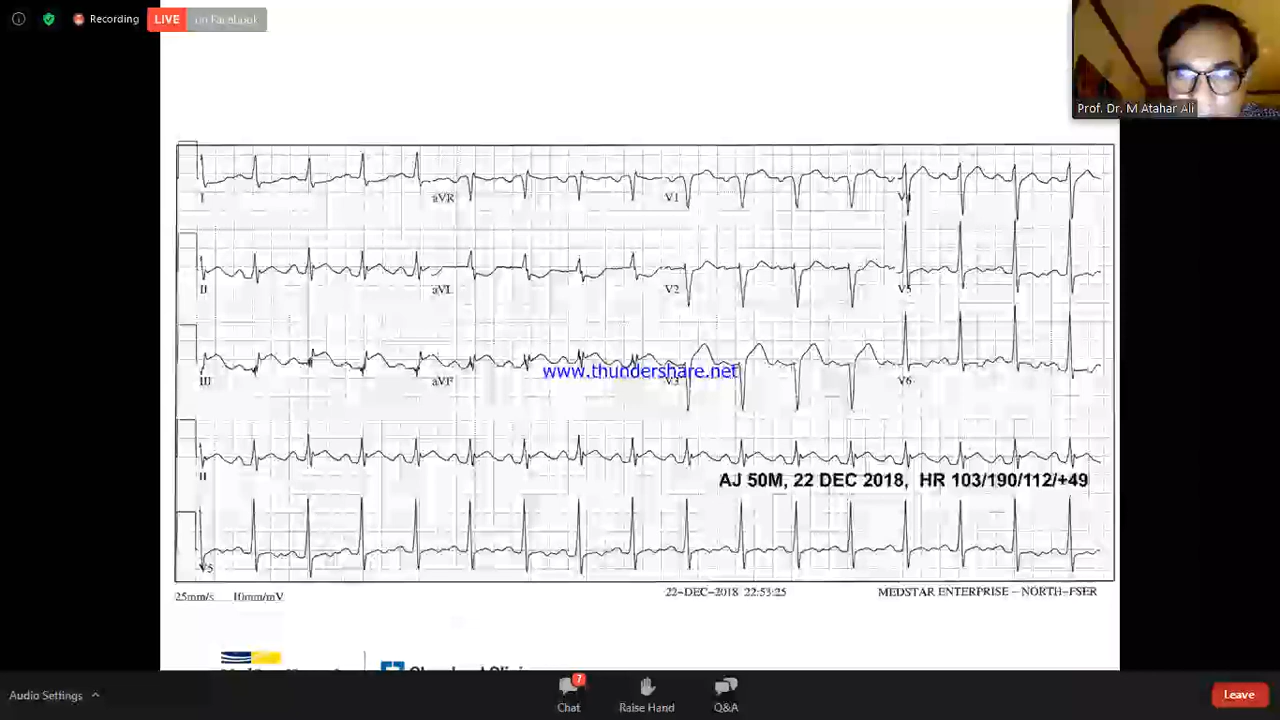 Recording LIVE on Facebook
Prof. Dr. M Atahar Ali
I aVR V1 V4
II aVL V2 V5
III aVF V3 V6
www.thundershare.net
II
AJ 50M, 22 DEC 2018, HR 103/190/112/+49
V5
25mm/s 10mm/mV 22-DEC-2018 22:53:25 MEDSTAR ENTERPRISE - NORTH-FSER
Audio Settings Chat 7 Raise Hand Q&A Leave